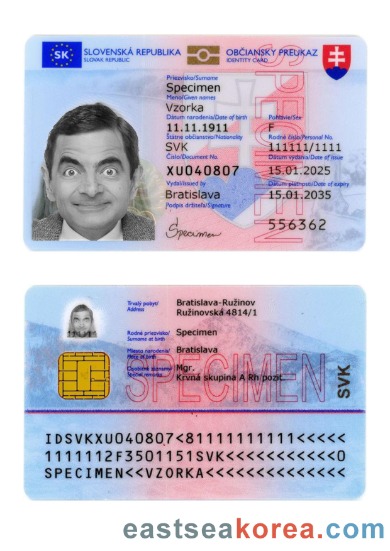 SK SLOVENSKÁ REPUBLIKA OBČIANSKY PREUKAZ
SLOVAK REPUBLIC IDENTITY CARD
Priezvisko/Surname
Specimen
Meno/Given names
Vzorka
Dátum narodenia/Date of birth Pohlavie/Sex
11.11.1911 F
Štátne občianstvo/Nationality Rodné číslo/Personal No.
SVK 111111/1111
Číslo/Document No. Dátum vydania/Date of issue
XU040807 15.01.2025
Vydal/Issued by Dátum platnosti/Date of expiry
Bratislava 15.01.2035
Podpis držiteľa/Signature
Specimen 556362
SPECIMEN
Trvalý pobyt/ Bratislava-Ružinov
Address Ružinovská 4814/1
Rodné priezvisko/ Specimen
Surname at birth
Miesto narodenia/ Bratislava
Place of birth
Osobitné záznamy/ Mgr.
Special remarks Krvná skupina A Rh pozit.
SPECIMEN
SVK
IDSVKXU040807<81111111111<<<<<
1111112F3501151SVK<<<<<<<<<<<0
SPECIMEN<<VZORKA<<<<<<<<<<<<<<
eastseakorea.com